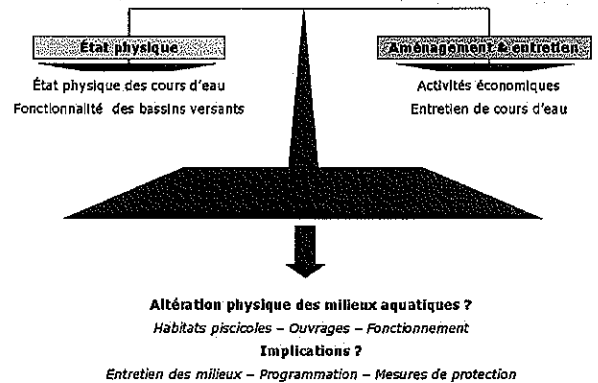 État physique
Aménagement & entretien
État physique des cours d'eau
Activités économiques
Fonctionnalité des bassins versants
Entretien de cours d'eau
Altération physique des milieux aquatiques ?
Habitats piscicoles – Ouvrages – Fonctionnement
Implications ?
Entretien des milieux – Programmation – Mesures de protection